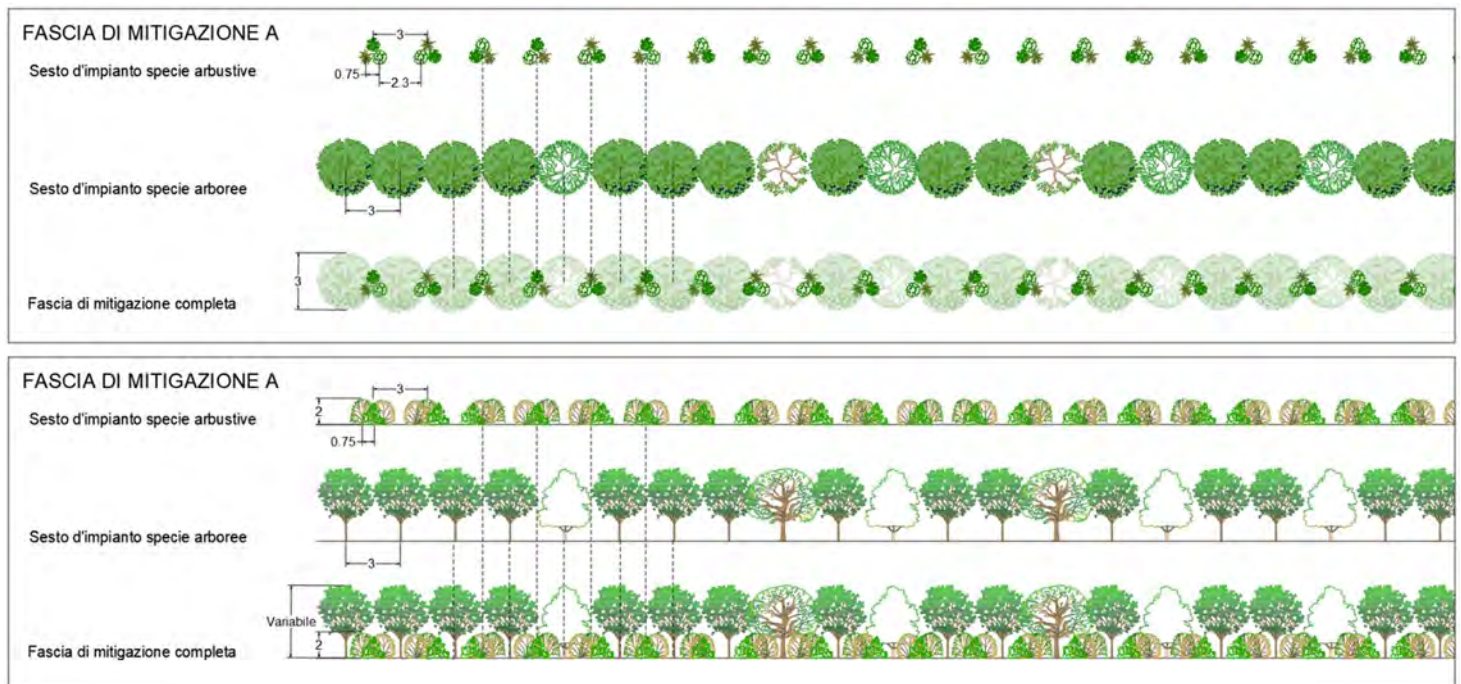 FASCIA DI MITIGAZIONE A
3
Sesto d'impianto specie arbustive
0.75
2.3
Sesto d'impianto specie arboree
3
3
Fascia di mitigazione completa
FASCIA DI MITIGAZIONE A
3
2
Sesto d'impianto specie arbustive
0.75
Sesto d'impianto specie arboree
3
Variabile
2
Fascia di mitigazione completa